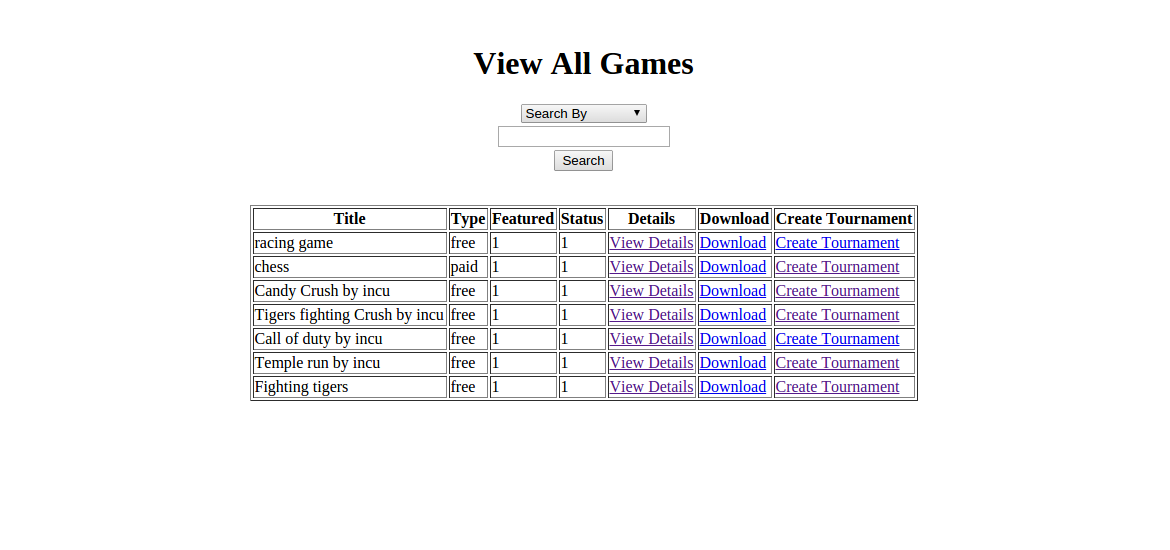 View All Games
Search By
Search
Title Type Featured Status Details Download Create Tournament
racing game free 1 1 View Details Download Create Tournament
chess paid 1 1 View Details Download Create Tournament
Candy Crush by incu free 1 1 View Details Download Create Tournament
Tigers fighting Crush by incu free 1 1 View Details Download Create Tournament
Call of duty by incu free 1 1 View Details Download Create Tournament
Temple run by incu free 1 1 View Details Download Create Tournament
Fighting tigers free 1 1 View Details Download Create Tournament